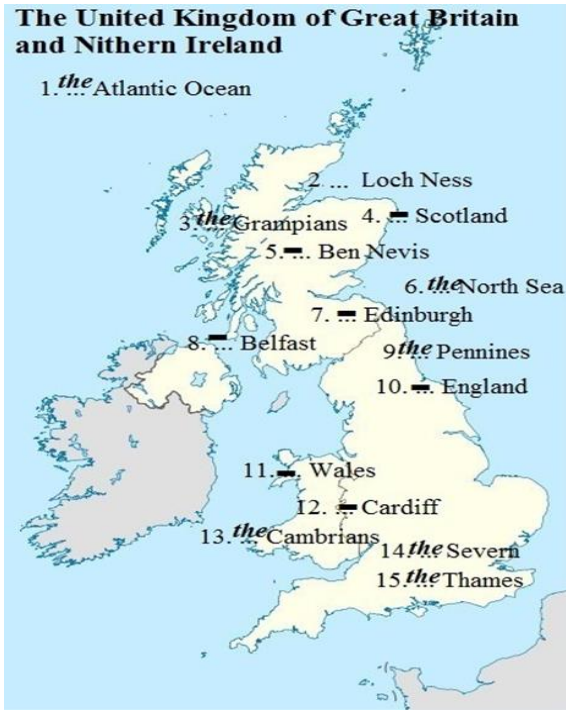 The United Kingdom of Great Britain
and Nithern Ireland
1. the ... Atlantic Ocean
2 ... Loch Ness
3. the ... Grampians
4. – ... Scotland
5. – ... Ben Nevis
6. the ... North Sea
7. – ... Edinburgh
8. – ... Belfast
9 the ... Pennines
10. – ... England
11. – ... Wales
12. – ... Cardiff
13. the ... Cambrians
14 the ... Severn
15. the ... Thames